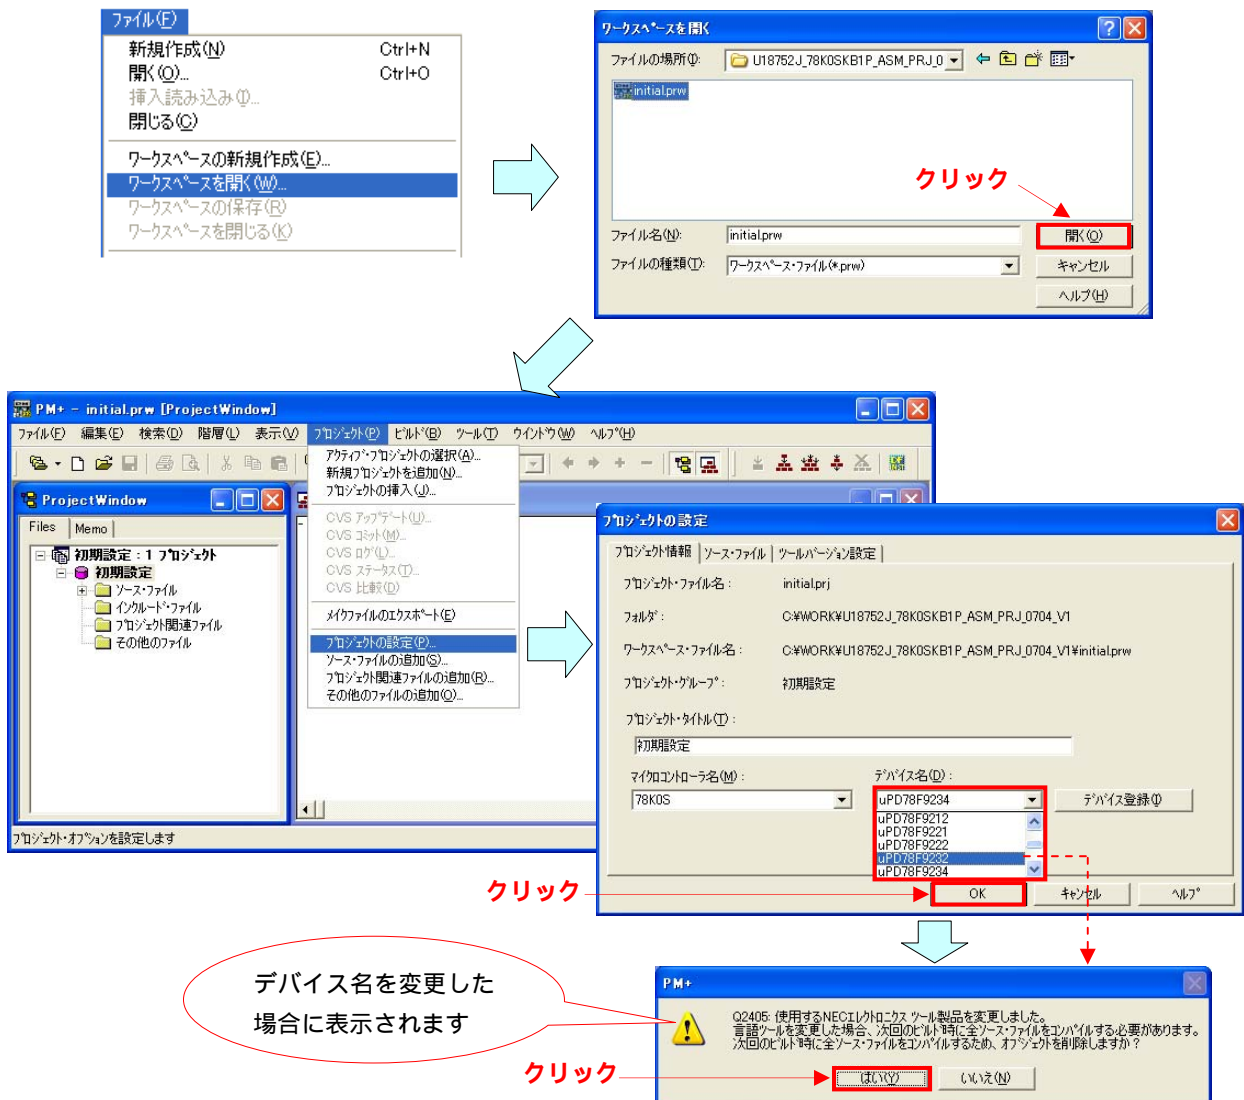 ファイル(F)
新規作成(N) Ctrl+N
開く(O)... Ctrl+O
挿入読み込み(I)...
閉じる(C)
ワークスペースの新規作成(E)...
ワークスペースを開く(W)...
ワークスペースの保存(R)
ワークスペースを閉じる(K)
ワークスペースを開く
ファイルの場所(I): U18752J_78K0SKB1P_ASM_PRJ_0
initial.prw
クリック
ファイル名(N): initial.prw 開く(O)
ファイルの種類(T): ワークスペース・ファイル(*.prw) キャンセル
ヘルプ(H)
PM+ - initial.prw [ProjectWindow]
ファイル(F) 編集(E) 検索(D) 階層(L) 表示(V) プロジェクト(P) ビルド(B) ツール(T) ウインドウ(W) ヘルプ(H)
アクティブ・プロジェクトの選択(A)...
新規プロジェクトを追加(N)...
プロジェクトの挿入(J)...
CVS アップデート(U)...
CVS コミット(M)...
CVS ログ(L)...
CVS ステータス(T)...
CVS 比較(D)
メイクファイルのエクスポート(E)
プロジェクトの設定(P)...
ソース・ファイルの追加(S)...
プロジェクト関連ファイルの追加(R)...
その他のファイルの追加(O)...
ProjectWindow
Files Memo
初期設定 : 1 プロジェクト
初期設定
ソース・ファイル
インクルード・ファイル
プロジェクト関連ファイル
その他のファイル
プロジェクト・オプションを設定します
プロジェクトの設定
プロジェクト情報 ソース・ファイル ツールバージョン設定
プロジェクト・ファイル名 : initial.prj
フォルダ : C:¥WORK¥U18752J_78K0SKB1P_ASM_PRJ_0704_V1
ワークスペース・ファイル名 : C:¥WORK¥U18752J_78K0SKB1P_ASM_PRJ_0704_V1¥initial.prw
プロジェクト・グループ : 初期設定
プロジェクト・タイトル(T) :
初期設定
マイクロコントローラ名(M) : デバイス名(D) :
78K0S uPD78F9234 デバイス登録(I)
uPD78F9212
uPD78F9221
uPD78F9222
uPD78F9232
uPD78F9234
クリック
OK キャンセル ヘルプ
デバイス名を変更した
場合に表示されます
PM+
Q2405: 使用するNECエレクトロニクス ツール製品を変更しました。
言語ツールを変更した場合、次回のビルド時に全ソース・ファイルをコンパイルする必要があります。
次回のビルド時に全ソース・ファイルをコンパイルするため、オブジェクトを削除しますか？
クリック
はい(Y) いいえ(N)